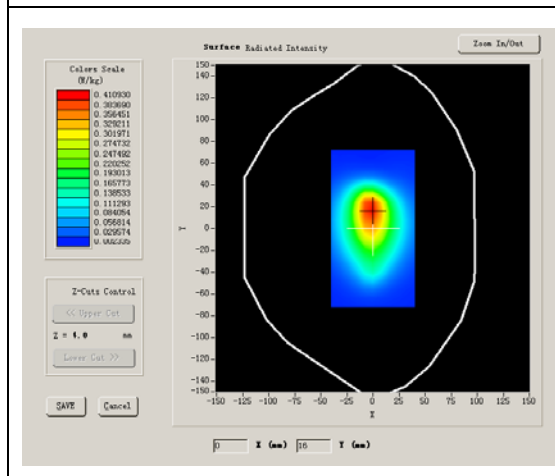 Surface Radiated Intensity
Zoom In/Out
Colors Scale
(W/kg)
0.410930
0.383690
0.356451
0.329211
0.301971
0.274732
0.247492
0.220252
0.193013
0.165773
0.138533
0.111293
0.084054
0.056814
0.029574
0.002335
Z-Cuts Control
<< Upper Cut
Z = 4.0 mm
Lower Cut >>
SAVE
Cancel
150
140
120
100
80
60
40
20
0
-20
-40
-60
-80
-100
-120
-140
-150
Y
-150 -125 -100 -75 -50 -25 0 25 50 75 100 125 150
X
0 X (mm) 16 Y (mm)